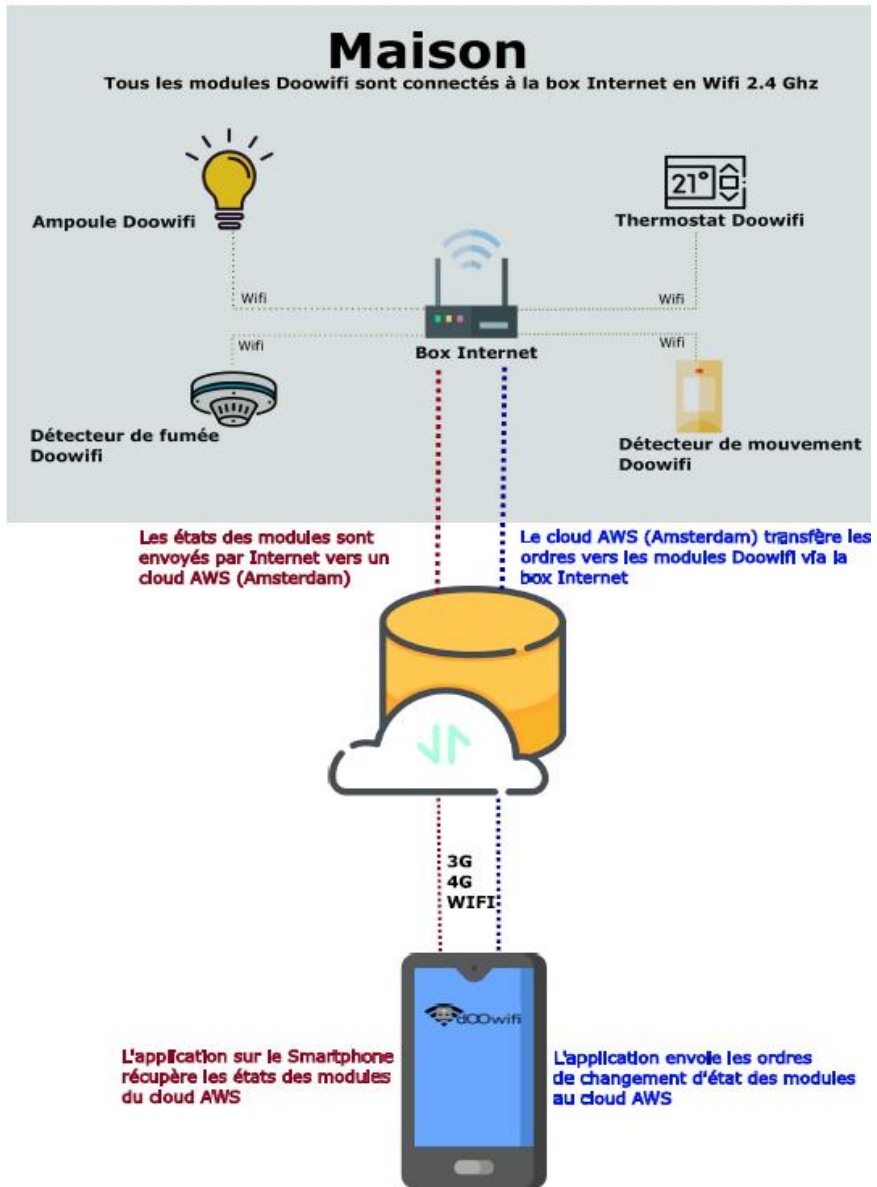 Maison
Tous les modules Doowifi sont connectés à la box Internet en Wifi 2.4 Ghz
21°
Ampoule Doowifi
Thermostat Doowifi
Wifi
Wifi
Wifi
Wifi
Box Internet
Détecteur de fumée
Doowifi
Détecteur de mouvement
Doowifi
Les états des modules sont
envoyés par Internet vers un
cloud AWS (Amsterdam)
Le cloud AWS (Amsterdam) transfère les
ordres vers les modules Doowifi via la
box Internet
3G
4G
WIFI
dOOwifi
L'application sur le Smartphone
récupère les états des modules
du cloud AWS
L'application envoie les ordres
de changement d'état des modules
au cloud AWS